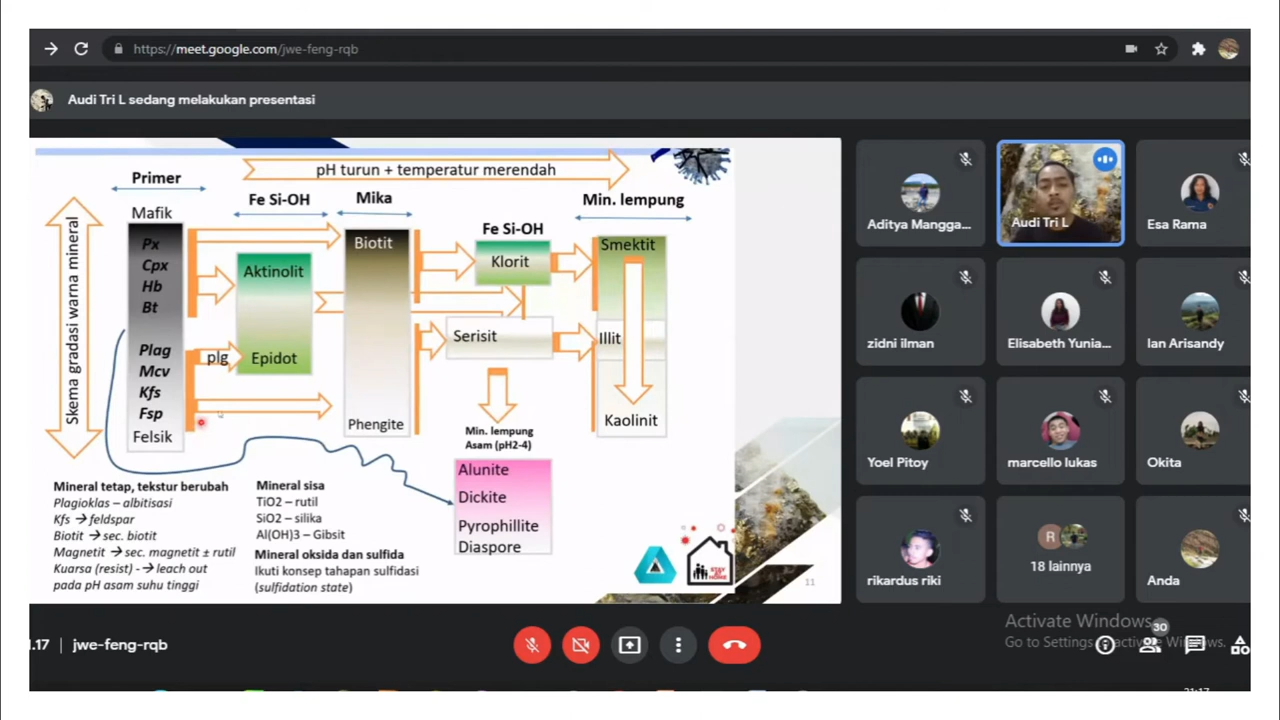 https://meet.google.com/jwe-feng-rqb
Audi Tri L sedang melakukan presentasi
pH turun + temperatur merendah
Primer
Fe Si-OH
Mika
Min. lempung
Skema gradasi warna mineral
Mafik
Px
Cpx
Hb
Bt
Plag
Mcv
Kfs
Fsp
Felsik
plg
Aktinolit
Epidot
Biotit
Phengite
Fe Si-OH
Klorit
Serisit
Smektit
Illit
Kaolinit
Min. lempung
Asam (pH2-4)
Alunite
Dickite
Pyrophillite
Diaspore
Mineral tetap, tekstur berubah
Plagioklas – albitisasi
Kfs → feldspar
Biotit → sec. biotit
Magnetit → sec. magnetit ± rutil
Kuarsa (resist) -→ leach out
pada pH asam suhu tinggi
Mineral sisa
TiO2 – rutil
SiO2 – silika
Al(OH)3 – Gibsit
Mineral oksida dan sulfida
Ikuti konsep tahapan sulfidasi
(sulfidation state)
STAY
AT HOME
11
Aditya Mangga...
Audi Tri L
Esa Rama
zidni ilman
Elisabeth Yunia...
Ian Arisandy
Yoel Pitoy
marcello lukas
Okita
rikardus riki
R
18 lainnya
Anda
Activate Windows
Go to Settings to activate Windows.
30
1.17 | jwe-feng-rqb